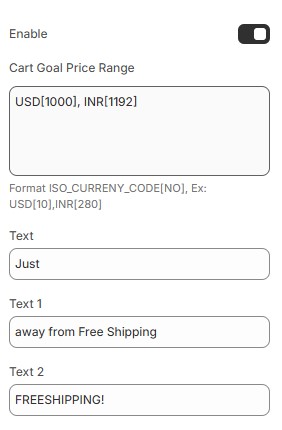 Enable
Cart Goal Price Range
USD[1000], INR[1192]
Format ISO_CURRENY_CODE[NO], Ex:
USD[10],INR[280]
Text
Just
Text 1
away from Free Shipping
Text 2
FREESHIPPING!